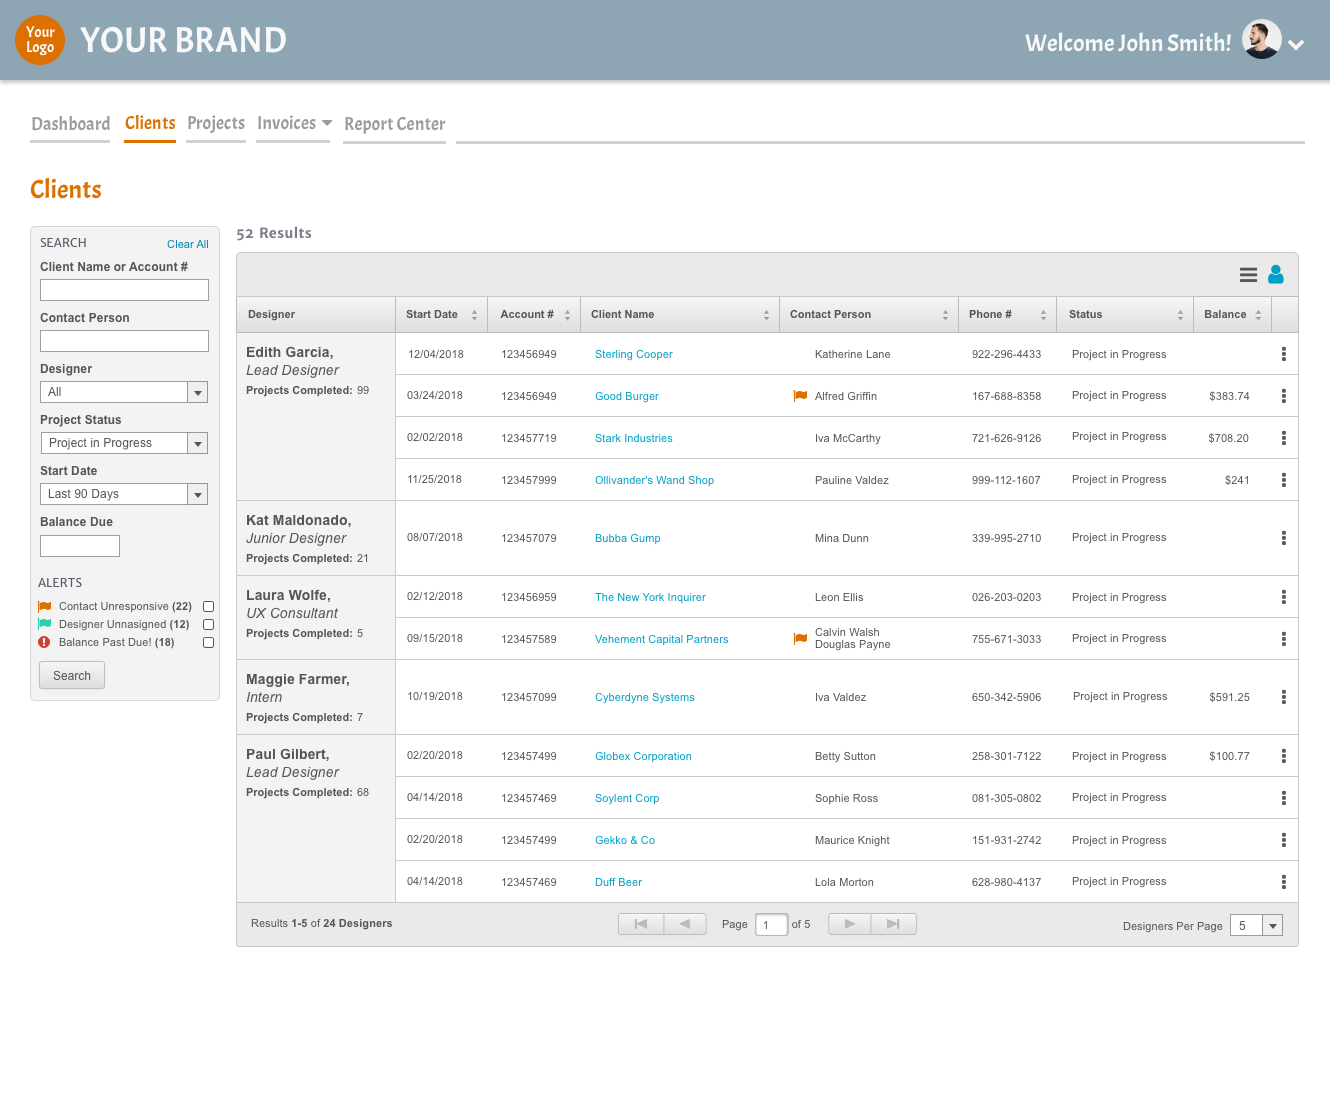 Your
Logo
YOUR BRAND
Welcome John Smith!
Dashboard Clients Projects Invoices Report Center
Clients
SEARCH Clear All
Client Name or Account #
Contact Person
Designer
All
Project Status
Project in Progress
Start Date
Last 90 Days
Balance Due
ALERTS
Contact Unresponsive (22)
Designer Unnasigned (12)
Balance Past Due! (18)
Search
52 Results
Designer Start Date Account # Client Name Contact Person Phone # Status Balance
Edith Garcia,
Lead Designer
Projects Completed: 99
12/04/2018 123456949 Sterling Cooper Katherine Lane 922-296-4433 Project in Progress
03/24/2018 123456949 Good Burger Alfred Griffin 167-688-8358 Project in Progress $383.74
02/02/2018 123457719 Stark Industries Iva McCarthy 721-626-9126 Project in Progress $708.20
11/25/2018 123457999 Ollivander's Wand Shop Pauline Valdez 999-112-1607 Project in Progress $241
Kat Maldonado,
Junior Designer
Projects Completed: 21
08/07/2018 123457079 Bubba Gump Mina Dunn 339-995-2710 Project in Progress
Laura Wolfe,
UX Consultant
Projects Completed: 5
02/12/2018 123456959 The New York Inquirer Leon Ellis 026-203-0203 Project in Progress
09/15/2018 123457589 Vehement Capital Partners Calvin Walsh
Douglas Payne 755-671-3033 Project in Progress
Maggie Farmer,
Intern
Projects Completed: 7
10/19/2018 123457099 Cyberdyne Systems Iva Valdez 650-342-5906 Project in Progress $591.25
Paul Gilbert,
Lead Designer
Projects Completed: 68
02/20/2018 123457499 Globex Corporation Betty Sutton 258-301-7122 Project in Progress $100.77
04/14/2018 123457469 Soylent Corp Sophie Ross 081-305-0802 Project in Progress
02/20/2018 123457499 Gekko & Co Maurice Knight 151-931-2742 Project in Progress
04/14/2018 123457469 Duff Beer Lola Morton 628-980-4137 Project in Progress
Results 1-5 of 24 Designers Page 1 of 5 Designers Per Page 5